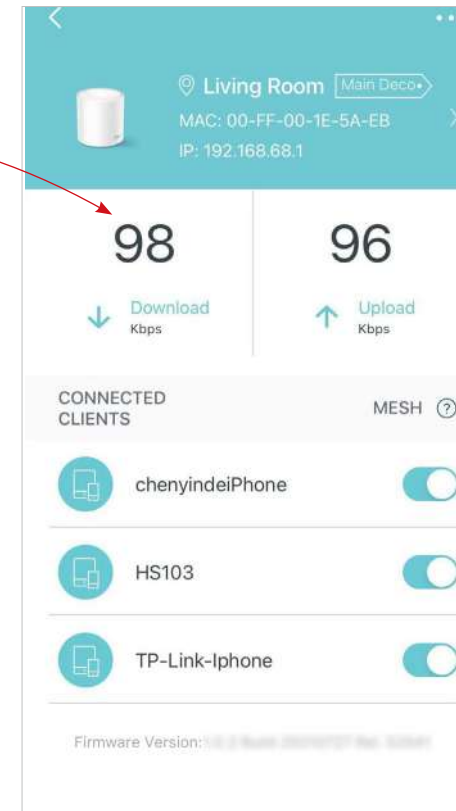 Living Room Main Deco
MAC: 00-FF-00-1E-5A-EB
IP: 192.168.68.1
98 96
Download Upload
Kbps Kbps
CONNECTED
CLIENTS
MESH ?
chenyindeiPhone
HS103
TP-Link-Iphone
Firmware Version: